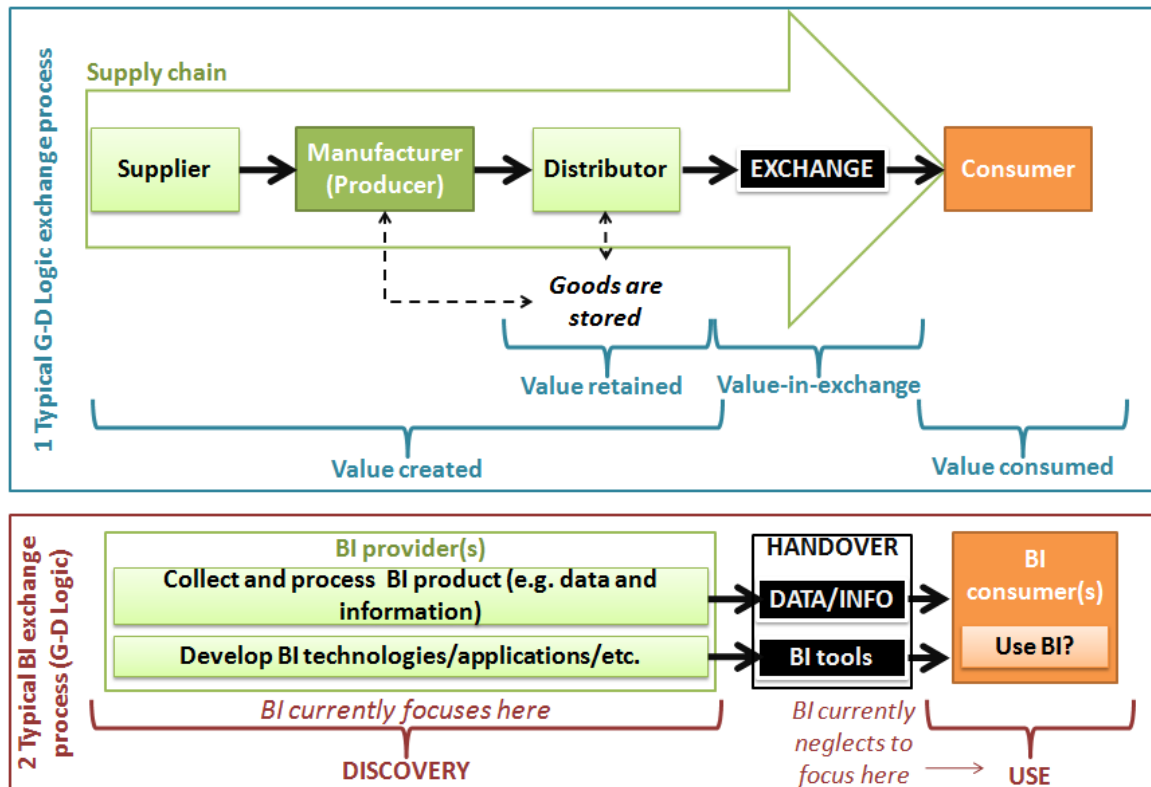 1 Typical G-D Logic exchange process
Supply chain
Supplier
Manufacturer
(Producer)
Distributor
EXCHANGE
Consumer
Goods are
stored
Value retained
Value-in-exchange
Value created
Value consumed
2 Typical BI exchange
process (G-D Logic)
BI provider(s)
Collect and process BI product (e.g. data and
information)
Develop BI technologies/applications/etc.
HANDOVER
DATA/INFO
BI tools
BI
consumer(s)
Use BI?
BI currently focuses here
DISCOVERY
BI currently
neglects to
focus here
USE